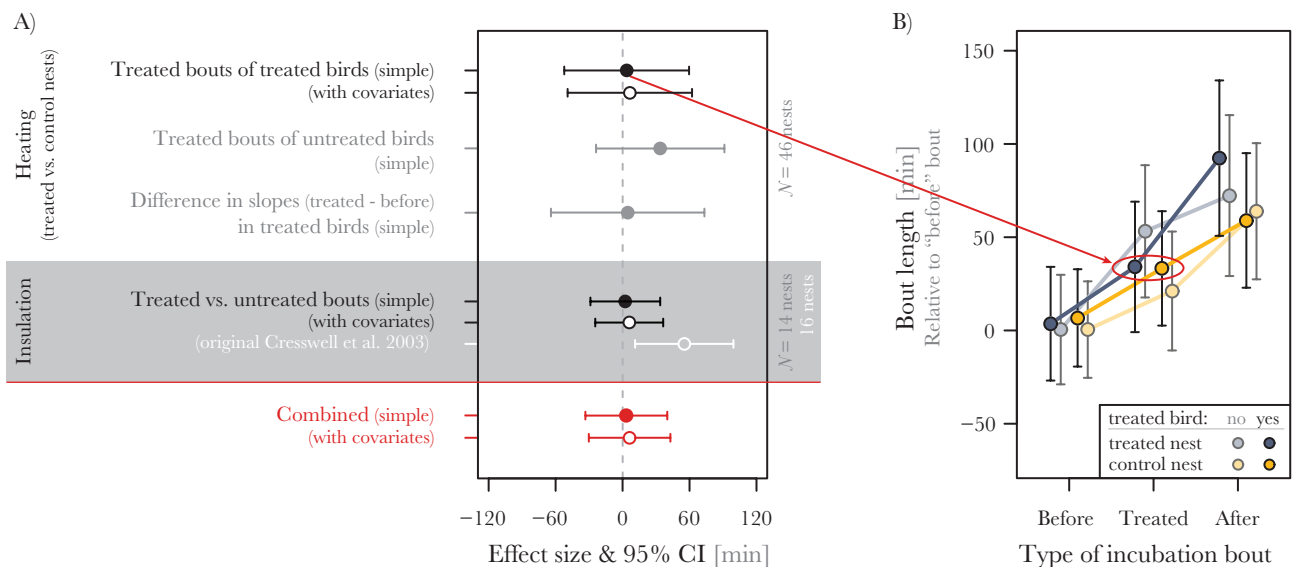 A)
Heating
(treated vs. control nests)
Treated bouts of treated birds (simple)
(with covariates)
Treated bouts of untreated birds
(simple)
Difference in slopes (treated - before)
in treated birds (simple)
N = 46 nests
Insulation
Treated vs. untreated bouts (simple)
(with covariates)
(original Cresswell et al. 2003)
N = 14 nests
16 nests
Combined (simple)
(with covariates)
−120 −60 0 60 120
Effect size & 95% CI [min]
B)
Bout length [min]
Relative to “before” bout
150
100
50
0
−50
treated bird: no yes
treated nest
control nest
Before Treated After
Type of incubation bout